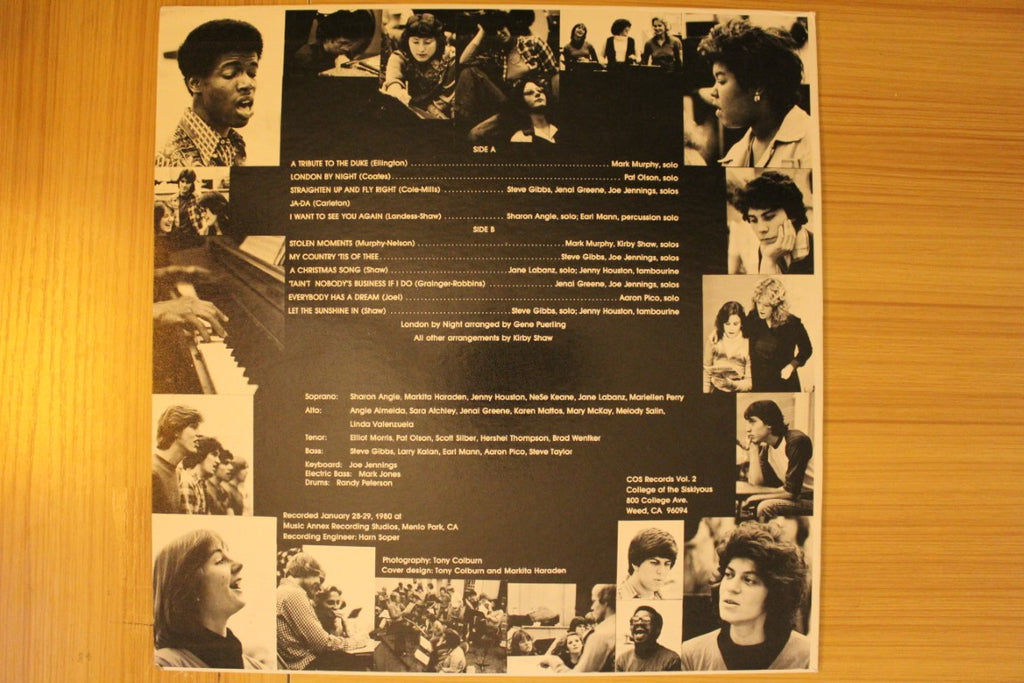 SIDE A
A TRIBUTE TO THE DUKE (Ellington) Mark Murphy, solo
LONDON BY NIGHT (Coates) Pat Olson, solo
STRAIGHTEN UP AND FLY RIGHT (Cole-Mills) Steve Gibbs, Jenai Greene, Joe Jennings, solos
JA-DA (Carleton)
I WANT TO SEE YOU AGAIN (Landess-Shaw) Sharon Angle, solo; Earl Mann, percussion solo
SIDE B
STOLEN MOMENTS (Murphy-Nelson) Mark Murphy, Kirby Shaw, solos
MY COUNTRY 'TIS OF THEE Steve Gibbs, Joe Jennings, solos
A CHRISTMAS SONG (Shaw) Jane Labanz, solo; Jenny Houston, tambourine
'TAIN'T NOBODY'S BUSINESS IF I DO (Grainger-Robbins) Jenai Greene, Joe Jennings, solos
EVERYBODY HAS A DREAM (Joel) Aaron Pico, solo
LET THE SUNSHINE IN (Shaw) Steve Gibbs, solo; Jenny Houston, tambourine
London by Night arranged by Gene Puerling
All other arrangements by Kirby Shaw
Soprano: Sharon Angle, Markita Haraden, Jenny Houston, NeSe Keane, Jane Labanz, Mariellen Perry
Alto: Angie Almeida, Sara Atchley, Jenai Greene, Karen Mattos, Mary McKay, Melody Salin,
Linda Valenzuela
Tenor: Elliot Morris, Pat Olson, Scott Silber, Hershel Thompson, Brad Wentker
Bass: Steve Gibbs, Larry Kalan, Earl Mann, Aaron Pico, Steve Taylor
Keyboard: Joe Jennings
Electric Bass: Mark Jones
Drums: Randy Peterson
COS Records Vol. 2
College of the Siskiyous
800 College Ave.
Weed, CA 96094
Recorded January 28-29, 1980 at
Music Annex Recording Studios, Menlo Park, CA
Recording Engineer: Harn Soper
Photography: Tony Colburn
Cover design: Tony Colburn and Markita Haraden